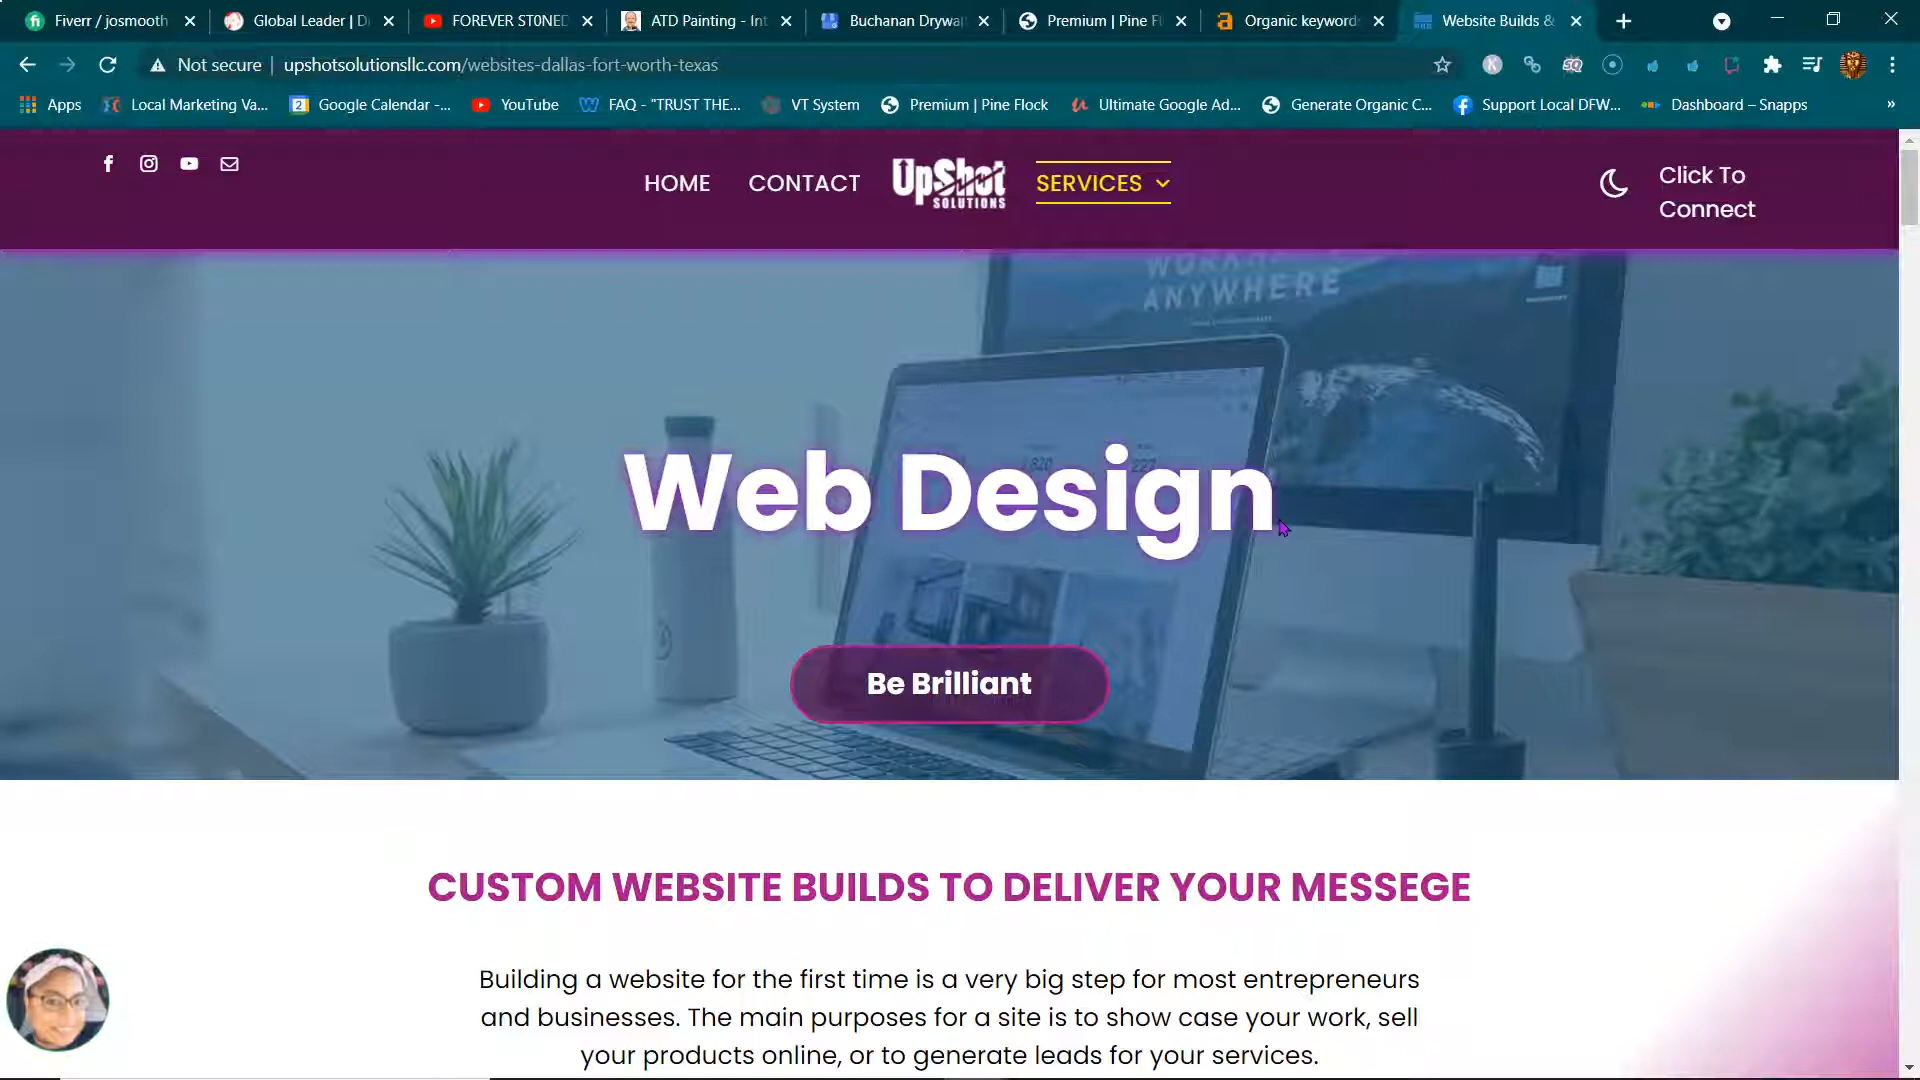 Fiverr / josmooth
Global Leader | D
FOREVER ST0NED
ATD Painting - Int
Buchanan Drywa
Premium | Pine Fl
Organic keyword
Website Builds &
Not secure
upshotsolutionsllc.com/websites-dallas-fort-worth-texas
Apps
Local Marketing Va...
Google Calendar -...
YouTube
FAQ - "TRUST THE...
VT System
Premium | Pine Flock
Ultimate Google Ad...
Generate Organic C...
Support Local DFW...
Dashboard – Snapps
HOME
CONTACT
UpShot
SOLUTIONS
SERVICES
Click To
Connect
ANYWHERE
Web Design
Be Brilliant
CUSTOM WEBSITE BUILDS TO DELIVER YOUR MESSEGE
Building a website for the first time is a very big step for most entrepreneurs
and businesses. The main purposes for a site is to show case your work, sell
your products online, or to generate leads for your services.